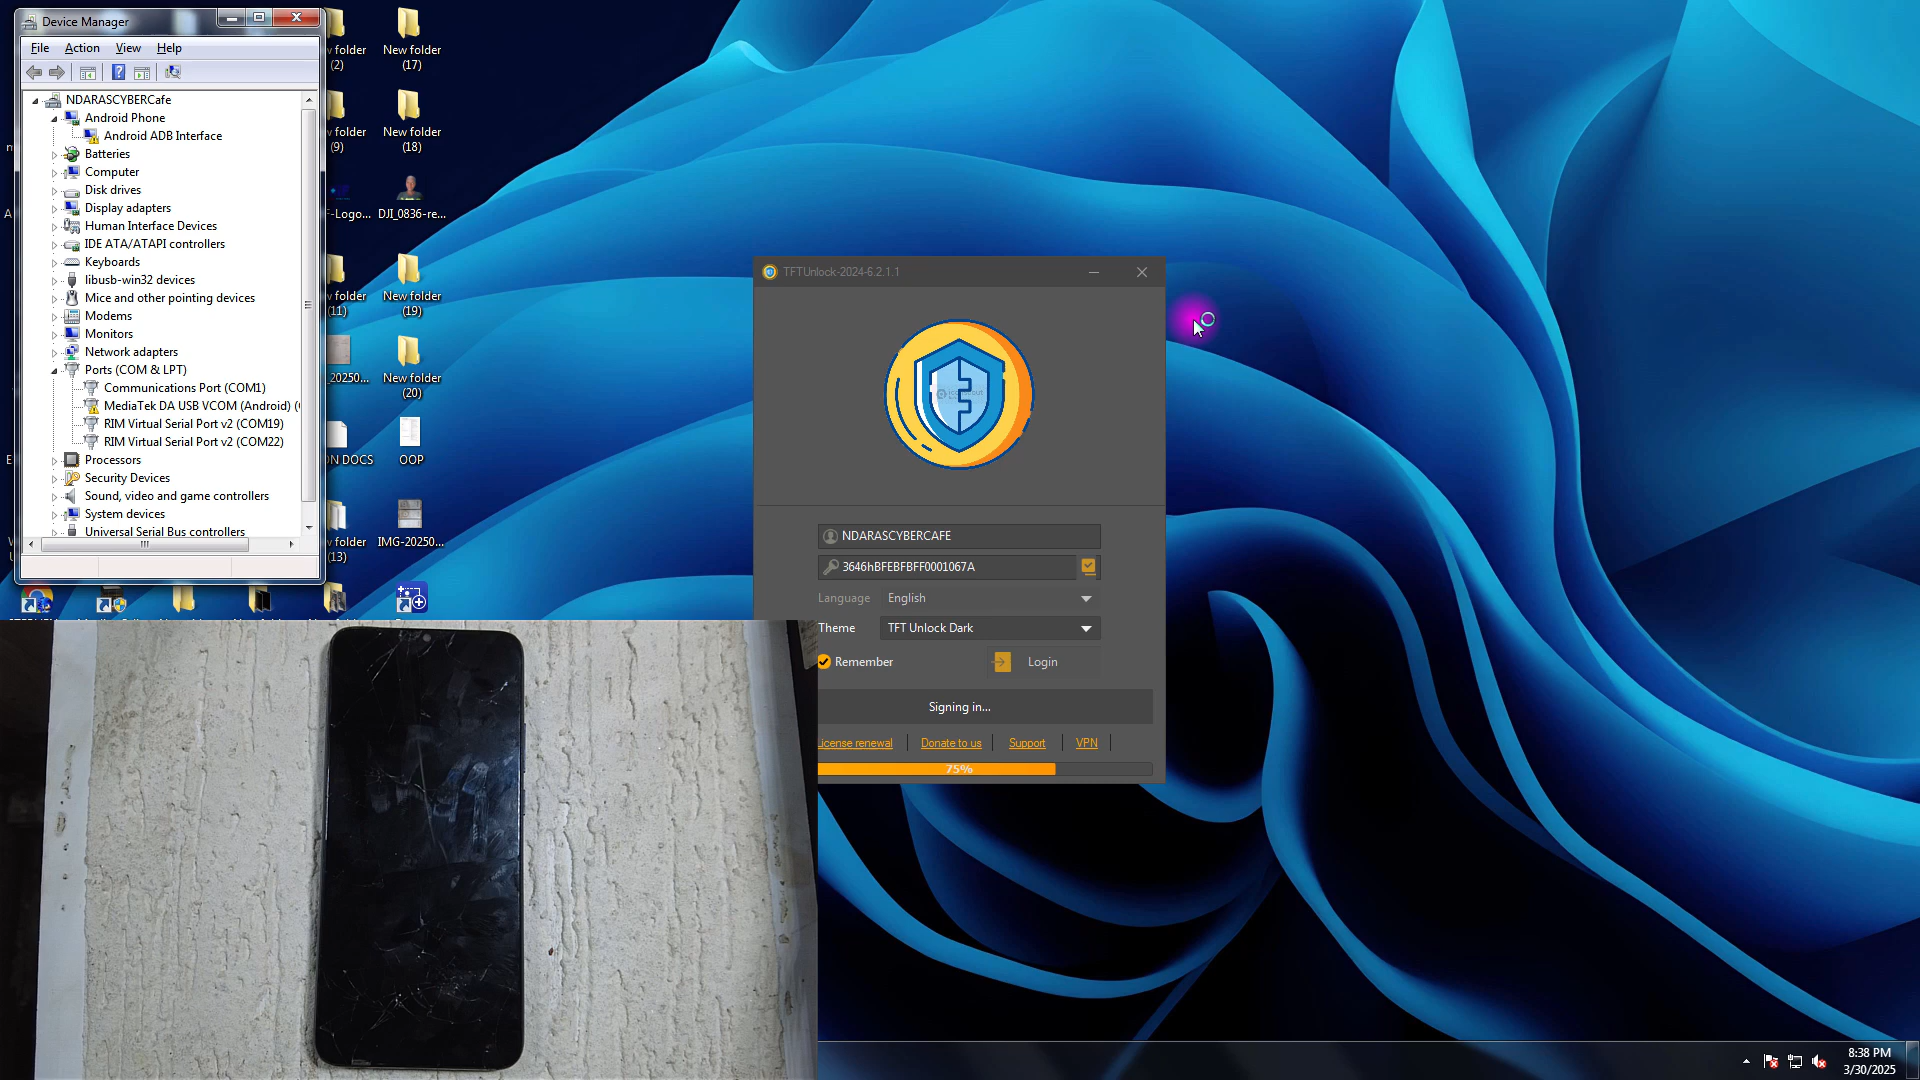 Device Manager
File Action View Help
NDARASCYBERCafe
Android Phone
Android ADB Interface
Batteries
Computer
Disk drives
Display adapters
Human Interface Devices
IDE ATA/ATAPI controllers
Keyboards
libusb-win32 devices
Mice and other pointing devices
Modems
Monitors
Network adapters
Ports (COM & LPT)
Communications Port (COM1)
MediaTek DA USB VCOM (Android) (
RIM Virtual Serial Port v2 (COM19)
RIM Virtual Serial Port v2 (COM22)
Processors
Security Devices
Sound, video and game controllers
System devices
Universal Serial Bus controllers
folder
(2)
New folder
(17)
folder
(9)
New folder
(18)
F-Logo...
DJI_0836-re...
folder
(11)
New folder
(19)
_20250...
New folder
(20)
DOCS
OOP
folder
(13)
IMG-20250...
TFTUnlock-2024-6.2.1.1
NDARASCYBERCAFE
3646hBFEBFBFF0001067A
Language English
Theme TFT Unlock Dark
Remember Login
Signing in...
License renewal Donate to us Support VPN
75%
8:38 PM
3/30/2025